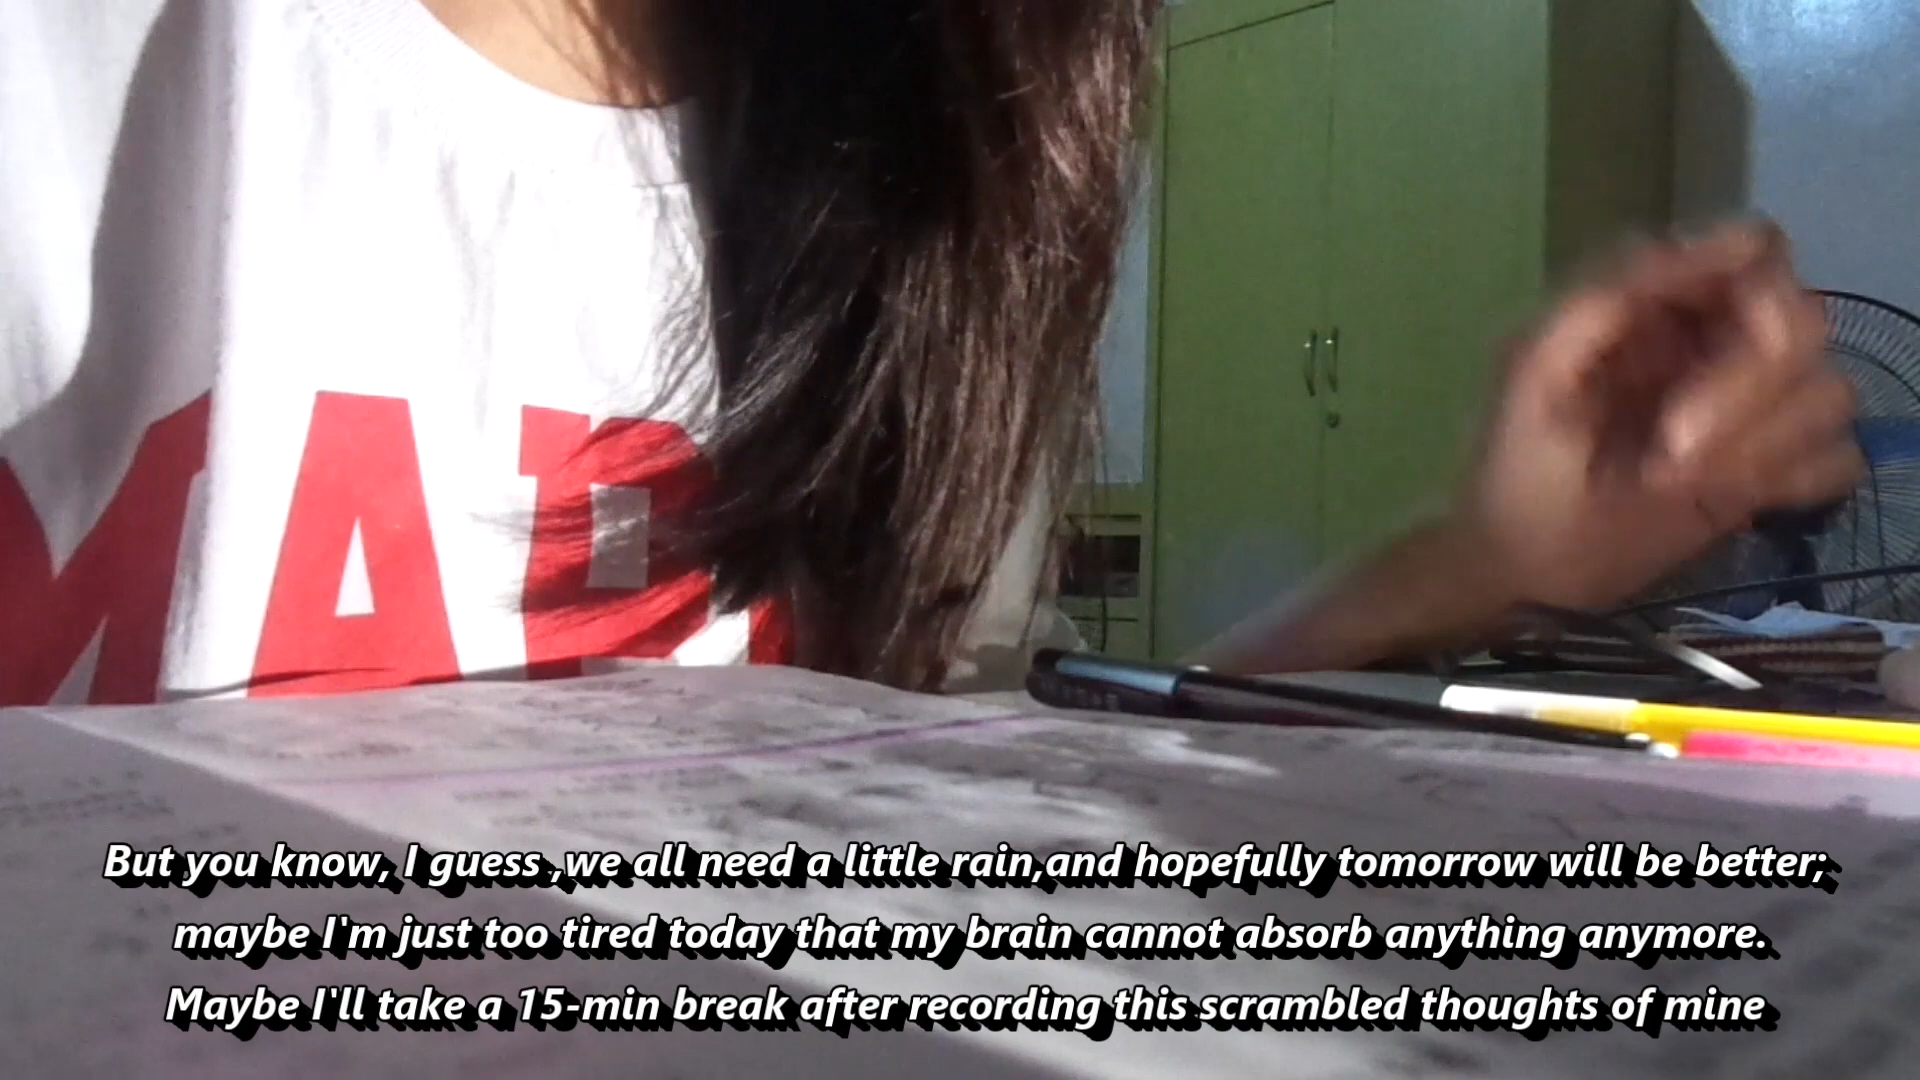 MAR
But you know, I guess ,we all need a little rain,and hopefully tomorrow will be better;
maybe I'm just too tired today that my brain cannot absorb anything anymore.
Maybe I'll take a 15-min break after recording this scrambled thoughts of mine